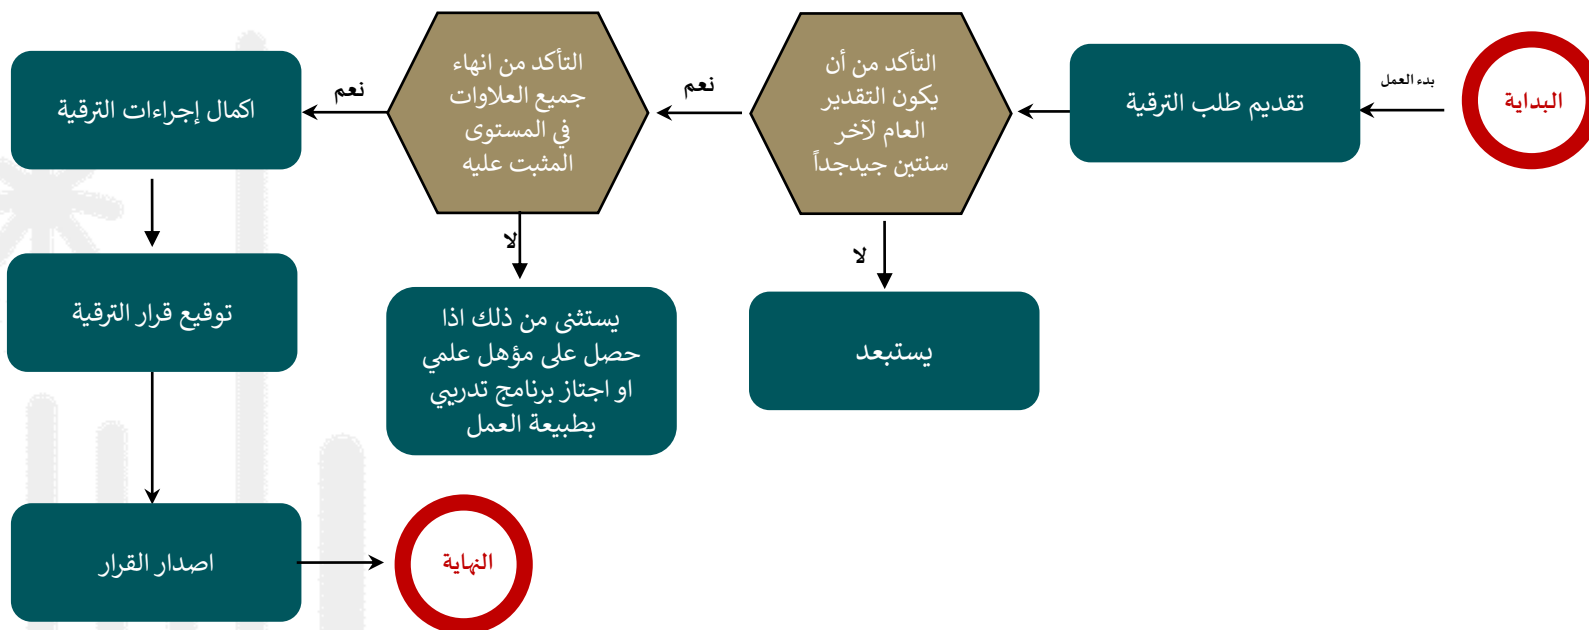 البداية
بدء العمل
تقديم طلب الترقية
التأكد من أن
يكون التقدير
العام لآخر
سنتين جيدجداً
نعم
لا
يستبعد
التأكد من انهاء
جميع العلاوات
في المستوى
المثبت عليه
نعم
لا
يستثنى من ذلك اذا
حصل على مؤهل علمي
او اجتاز برنامج تدريبي
بطبيعة العمل
اكمال إجراءات الترقية
توقيع قرار الترقية
اصدار القرار
النهاية